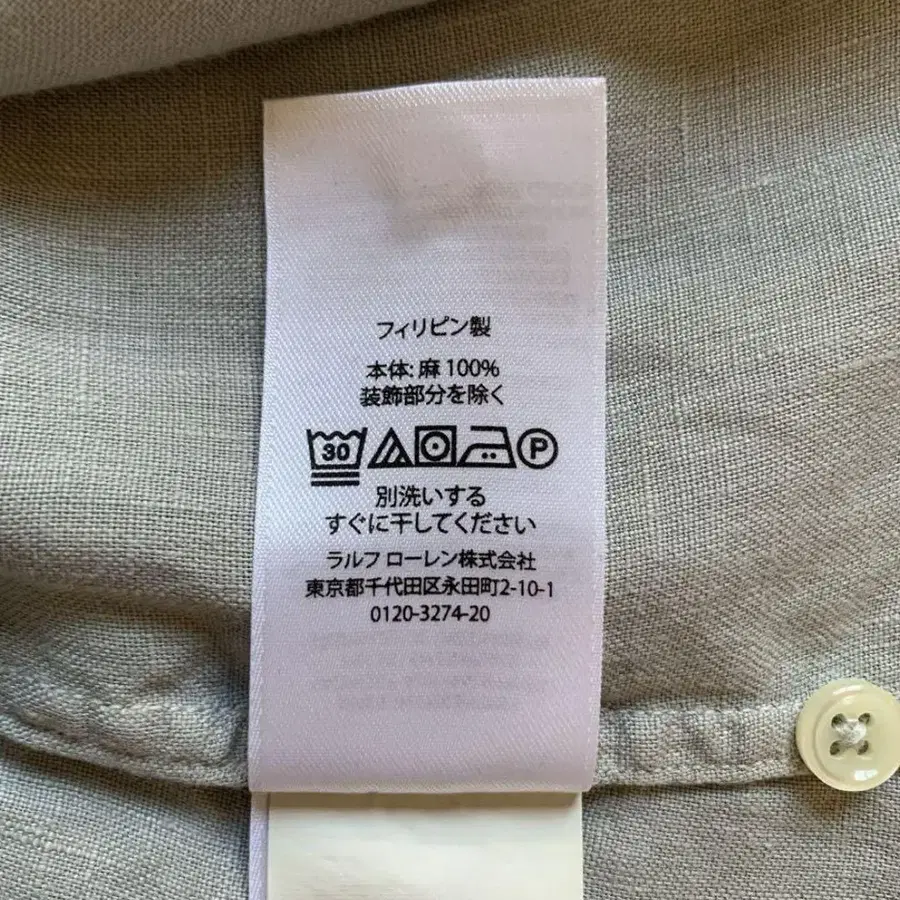 フィリピン製
本体: 麻 100%
装飾部分を除く
30 P
別洗いする
すぐに干してください
ラルフ ローレン株式会社
東京都千代田区永田町2-10-1
0120-3274-20